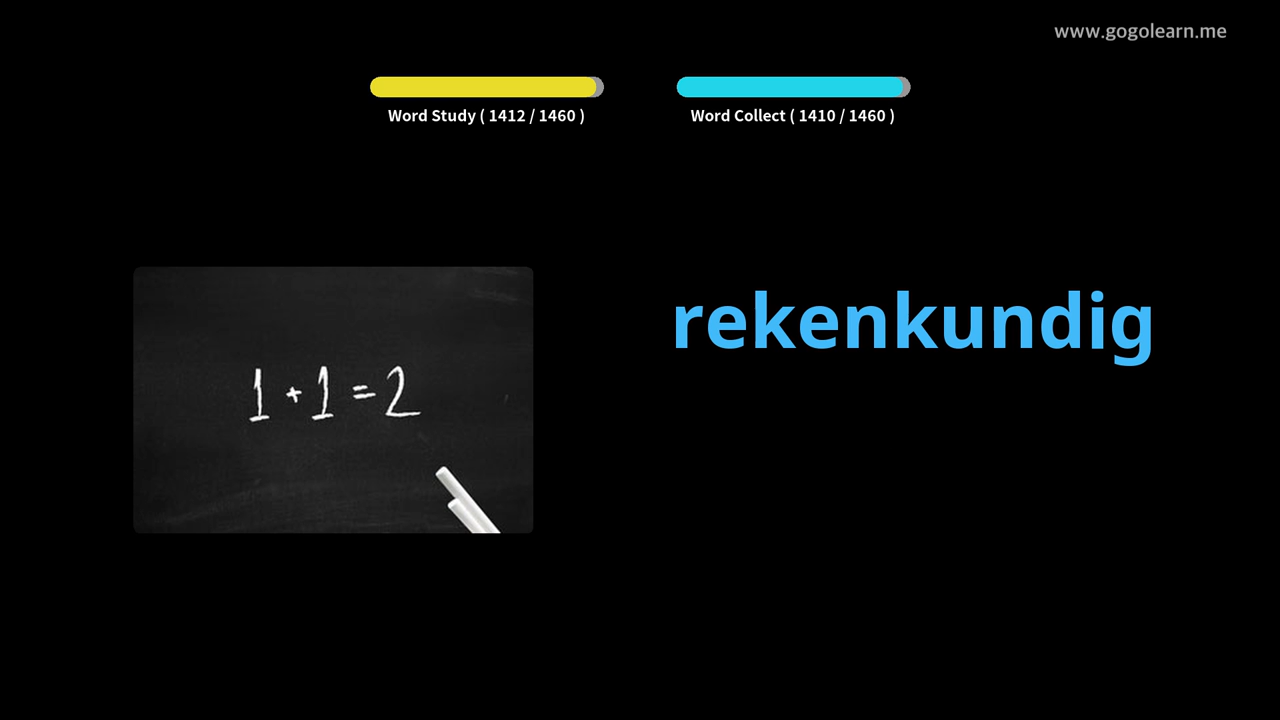 www.gogolearn.me
Word Study ( 1412 / 1460 )
Word Collect ( 1410 / 1460 )
rekenkundig
1 + 1 = 2